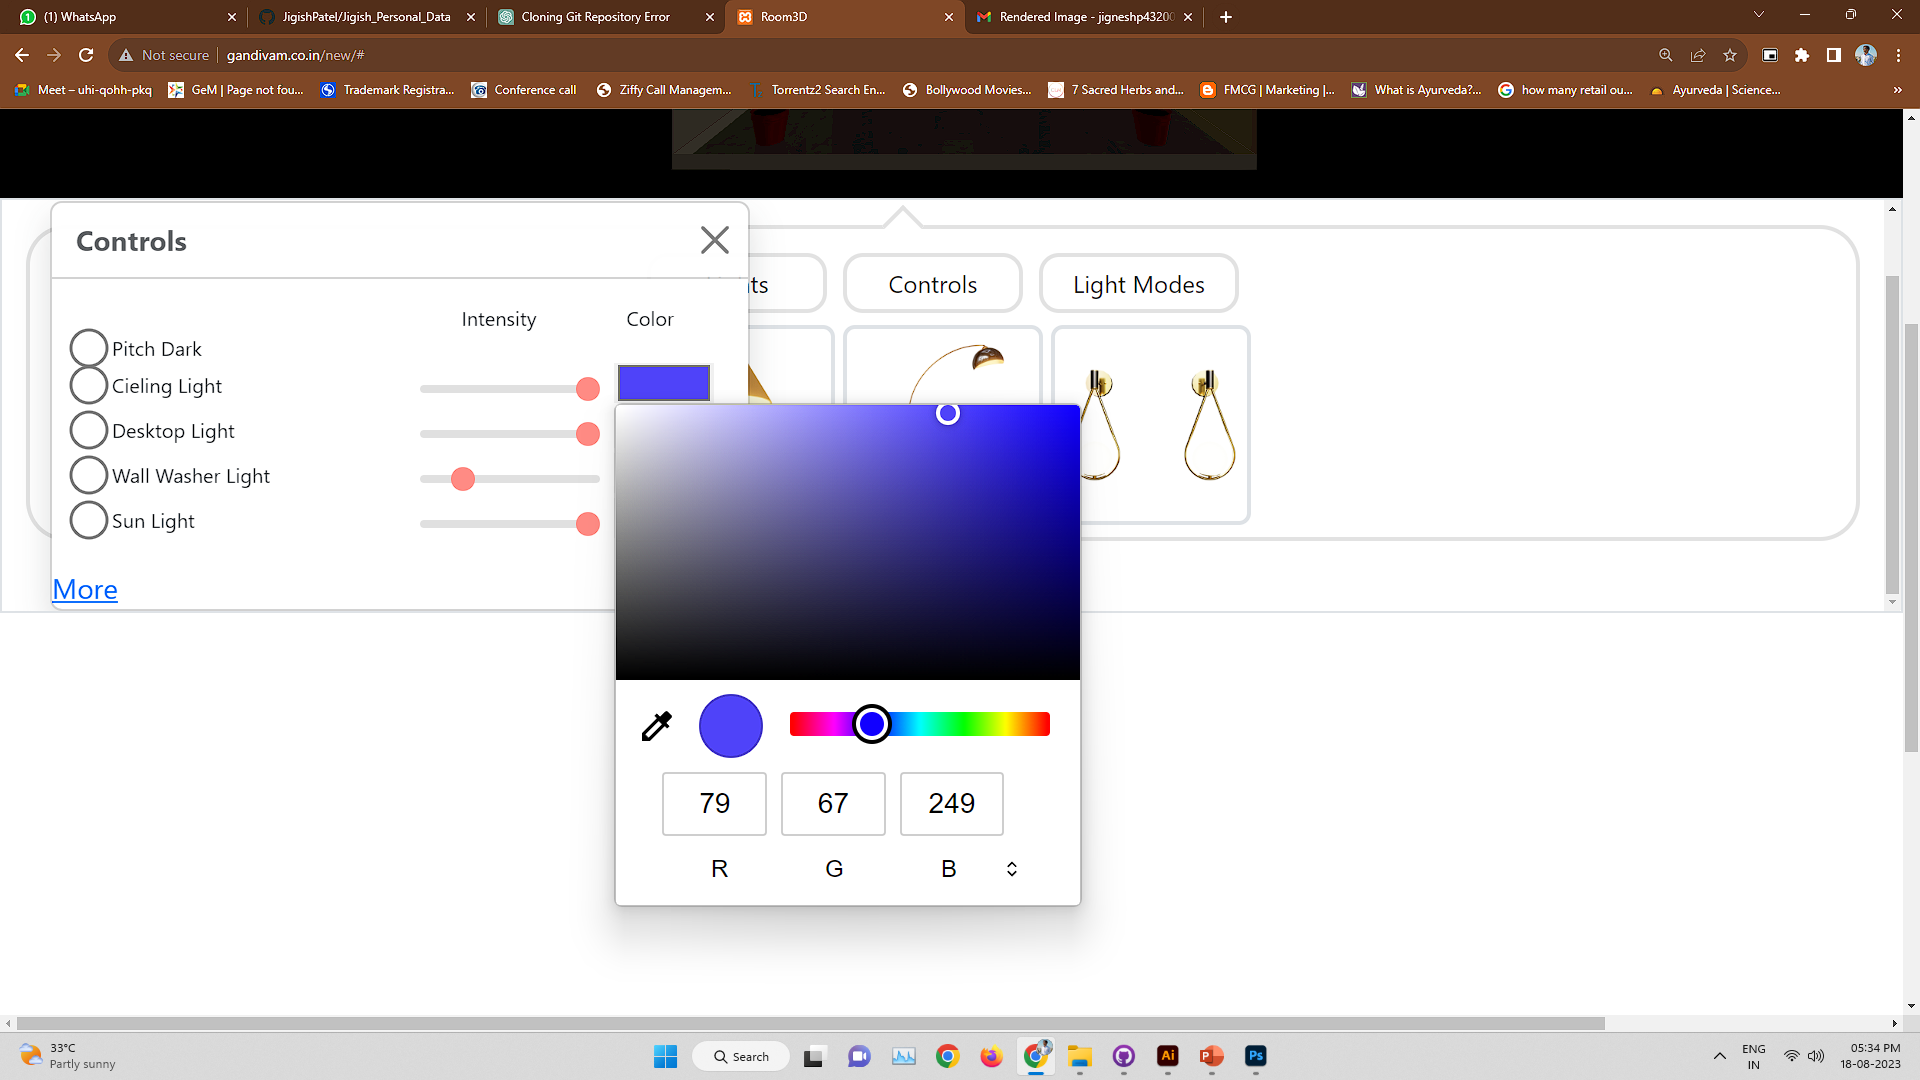 (1) WhatsApp
JigishPatel/Jigish_Personal_Data
Cloning Git Repository Error
Room3D
Rendered Image - jigneshp43200
Not secure
gandivam.co.in/new/#
Meet – uhi-qohh-pkq
GeM | Page not fou...
Trademark Registra...
Conference call
Ziffy Call Managem...
Torrentz2 Search En...
Bollywood Movies...
7 Sacred Herbs and...
FMCG | Marketing |...
What is Ayurveda?...
how many retail ou...
Ayurveda | Science...
»
Controls
ts
Controls
Light Modes
Intensity
Color
Pitch Dark
Cieling Light
Desktop Light
Wall Washer Light
Sun Light
More
79
67
249
R
G
B
33°C
Partly sunny
Search
Ai
P
Ps
ENG
IN
05:34 PM
18-08-2023